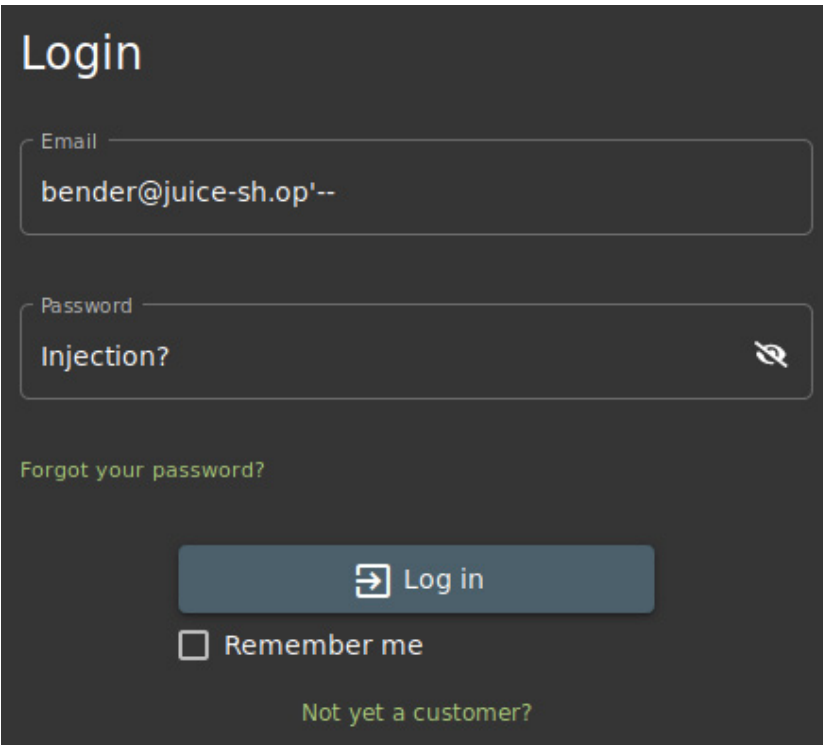 Login
Email
bender@juice-sh.op'--
Password
Injection?
Forgot your password?
Log in
Remember me
Not yet a customer?